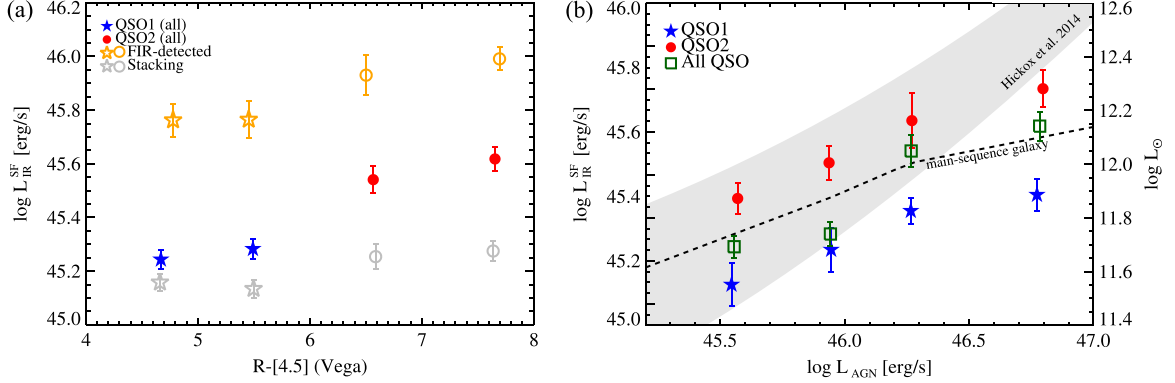 (a)
46.2
46.0
45.8
45.6
45.4
45.2
45.0
log L SF IR [erg/s]
QSO1 (all)
QSO2 (all)
FIR-detected
Stacking
4
5
6
7
8
R-[4.5] (Vega)
(b)
46.0
45.8
45.6
45.4
45.2
45.0
log L SF IR [erg/s]
QSO1
QSO2
All QSO
Hickox et al. 2014
main-sequence galaxy
12.6
12.4
12.2
12.0
11.8
11.6
11.4
log L⊙
45.5
46.0
46.5
47.0
log L AGN [erg/s]